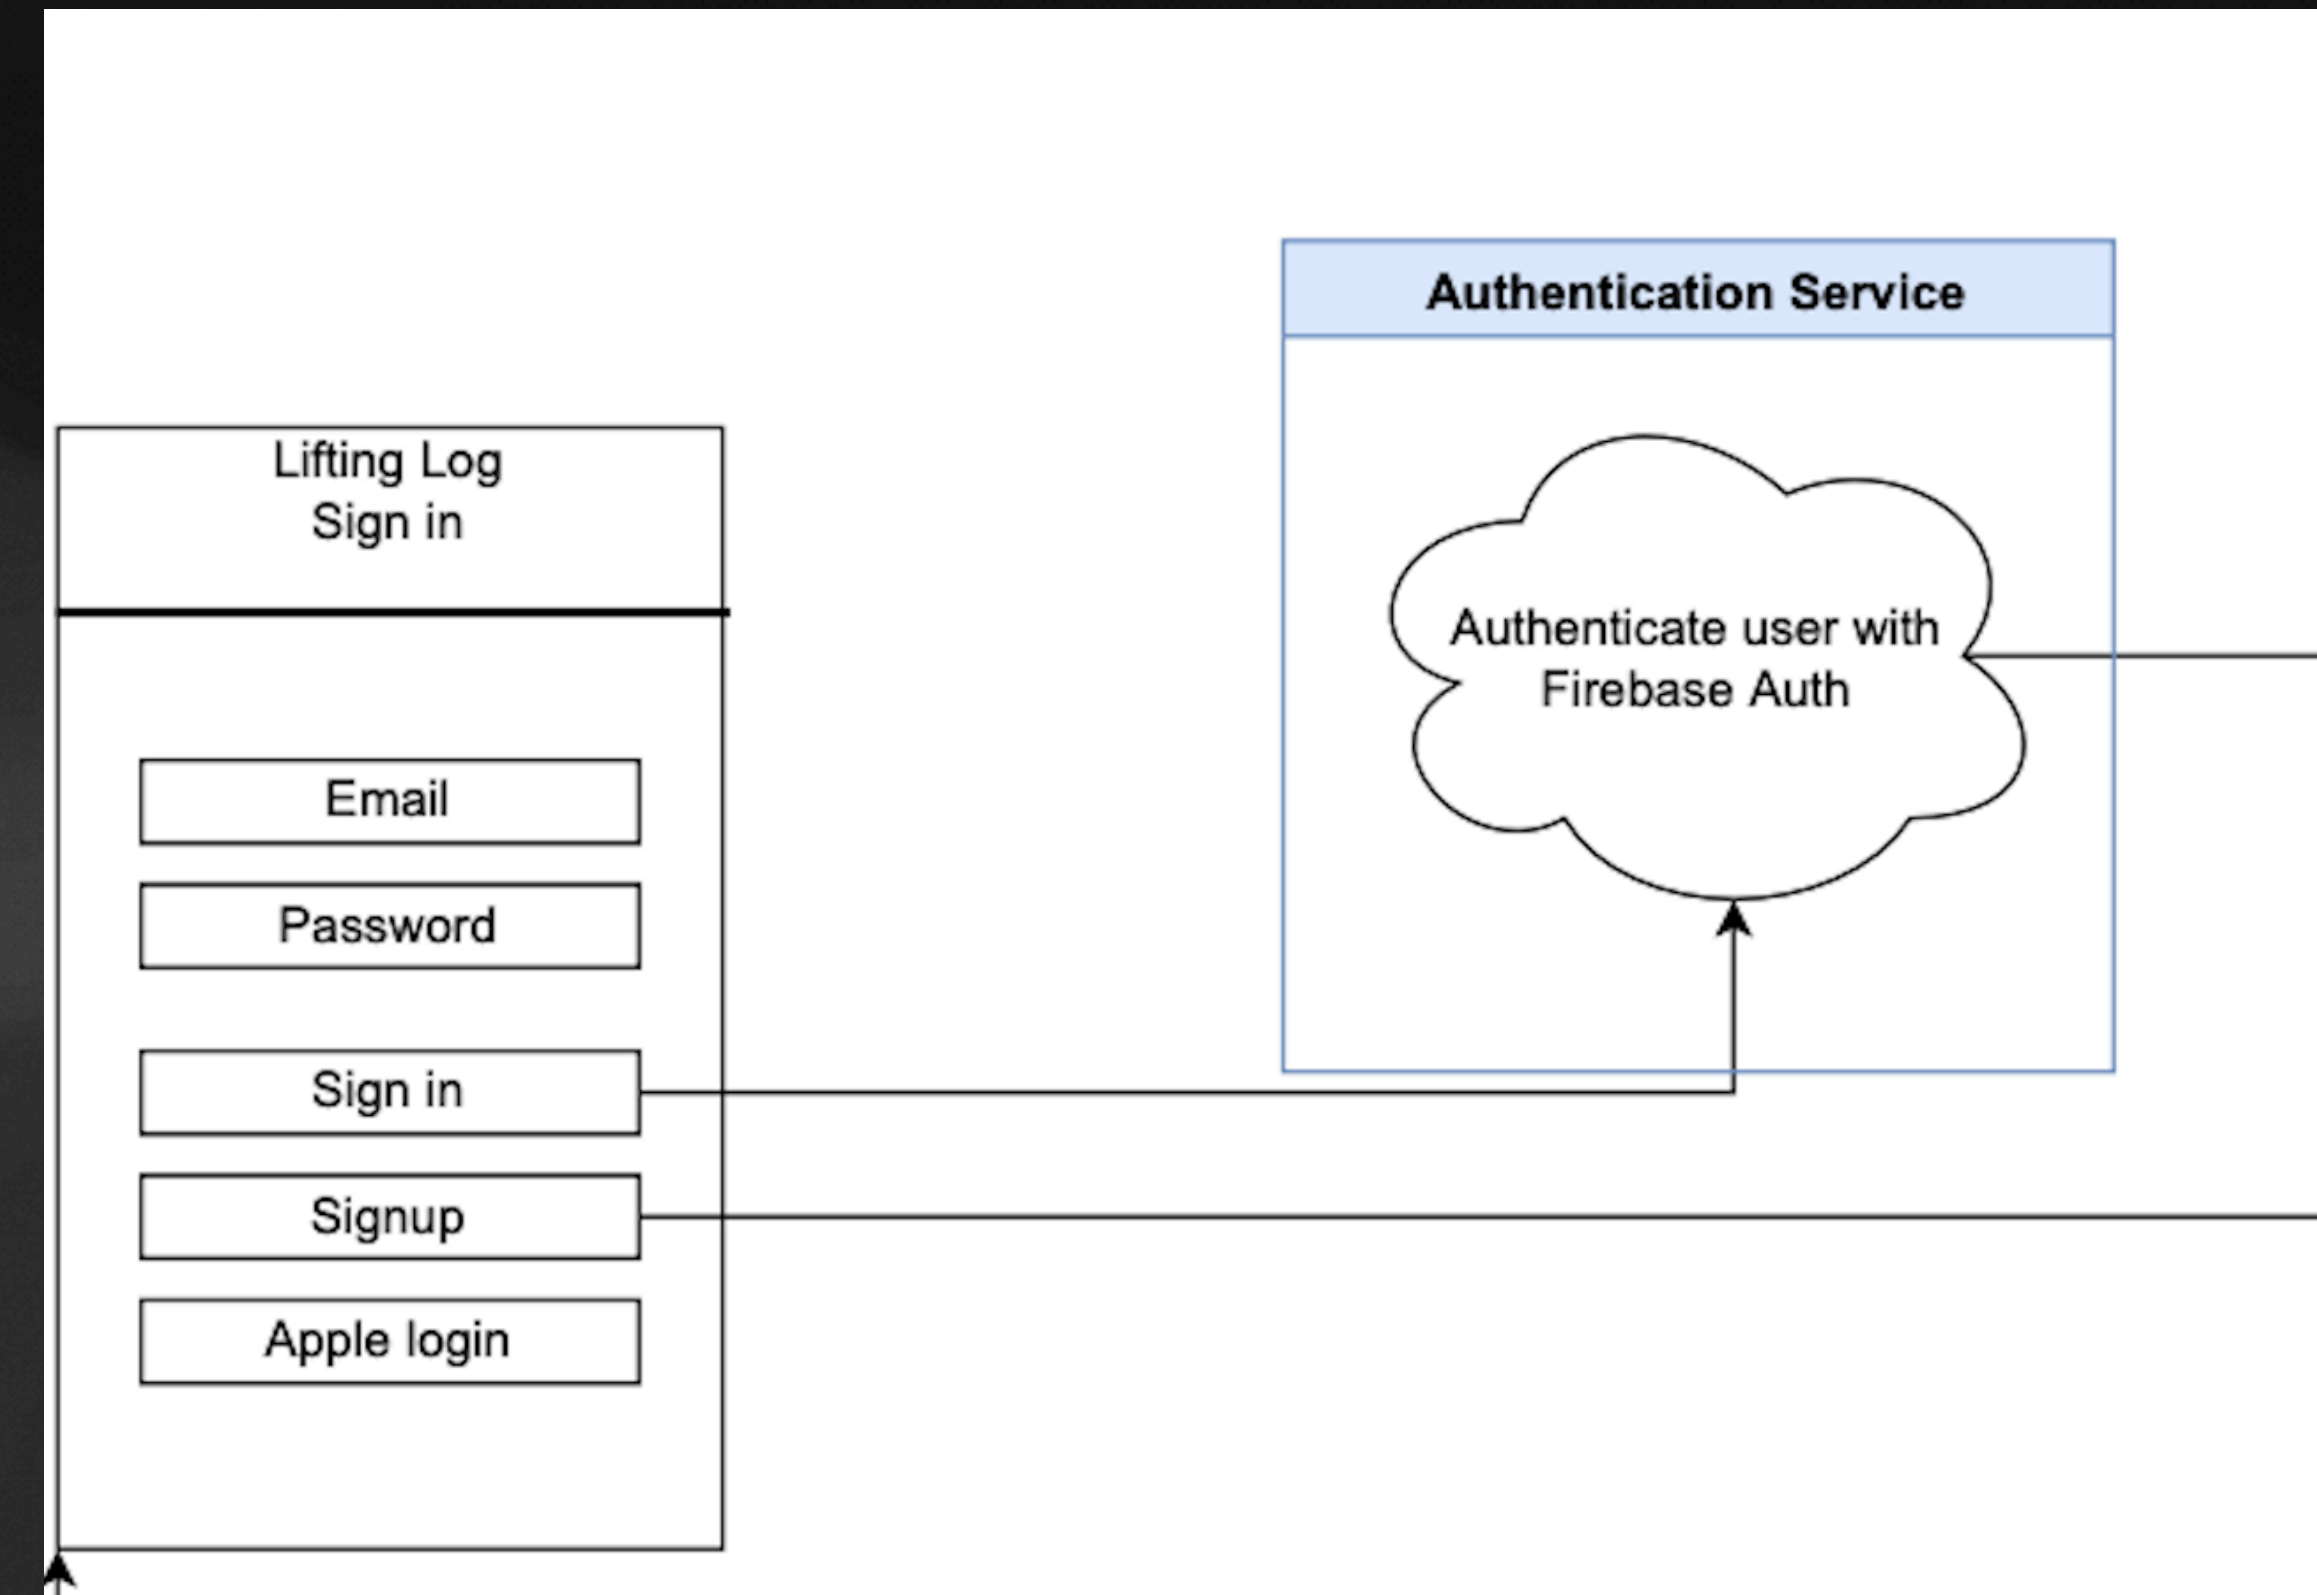 Authentication Service
Lifting Log
Sign in
Authenticate user with
Firebase Auth
Email
Password
Sign in
Signup
Apple login